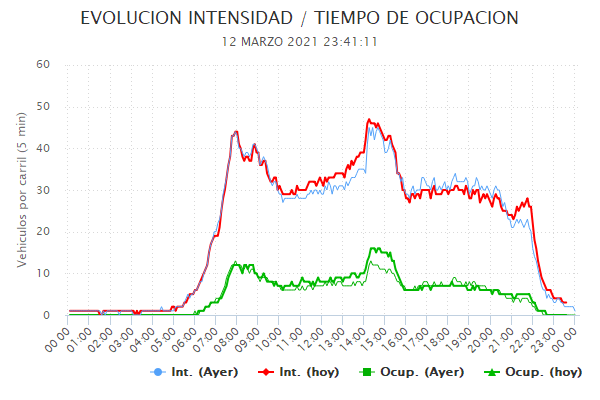 EVOLUCION INTENSIDAD / TIEMPO DE OCUPACION
12 MARZO 2021 23:41:11
Vehiculos por carril (5 min)
60
50
40
30
20
10
0
00:00 01:00 02:00 03:00 04:00 05:00 06:00 07:00 08:00 09:00 10:00 11:00 12:00 13:00 14:00 15:00 16:00 17:00 18:00 19:00 20:00 21:00 22:00 23:00 00:00
Int. (Ayer) Int. (hoy) Ocup. (Ayer) Ocup. (hoy)